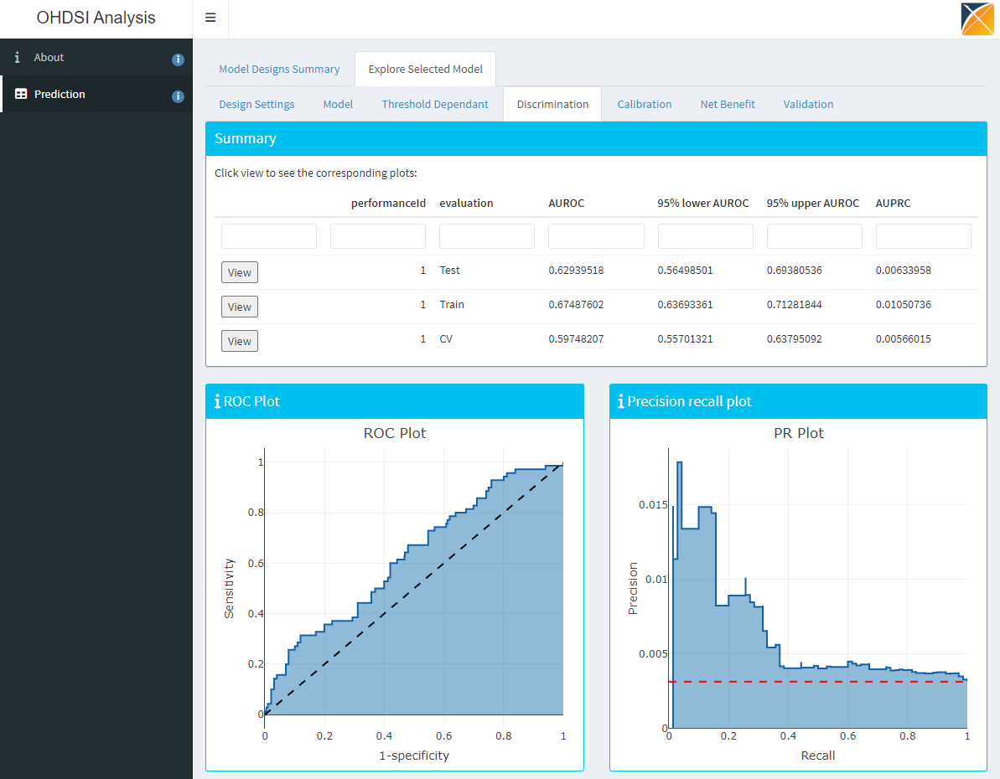 OHDSI Analysis
About
Prediction
Model Designs Summary Explore Selected Model
Design Settings Model Threshold Dependant Discrimination Calibration Net Benefit Validation
Summary
Click view to see the corresponding plots:
performanceId evaluation AUROC 95% lower AUROC 95% upper AUROC AUPRC
View 1 Test 0.62939518 0.56498501 0.69380536 0.00633958
View 1 Train 0.67487602 0.63693361 0.71281844 0.01050736
View 1 CV 0.59748207 0.55701321 0.63795092 0.00566015
ROC Plot
ROC Plot
1
0.8
0.6
0.4
0.2
0
Sensitivity
0 0.2 0.4 0.6 0.8 1
1-specificity
Precision recall plot
PR Plot
0.015
0.01
0.005
0
Precision
0 0.2 0.4 0.6 0.8 1
Recall